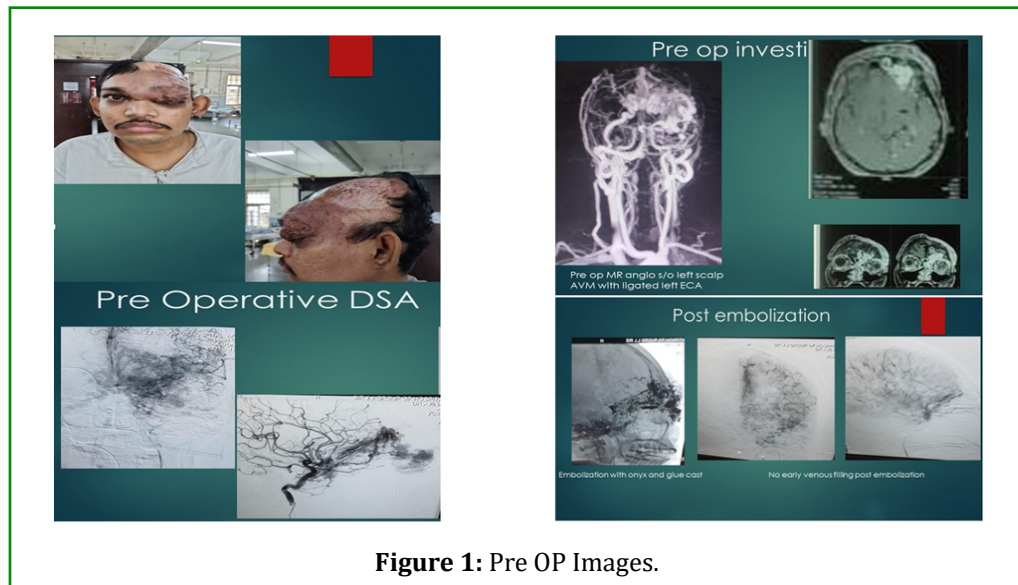 Pre op investi
Pre op MR angio s/o left scalp
AVM with ligated left ECA
Pre Operative DSA
Post embolization
Embolization with onyx and glue cast
No early venous filling post embolization
Figure 1: Pre OP Images.